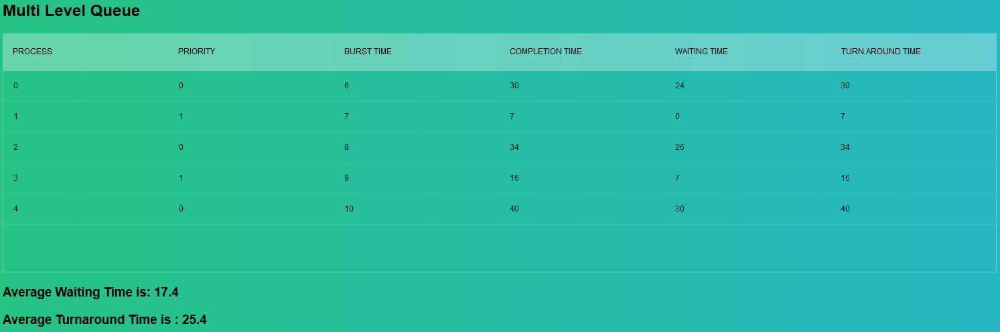 Multi Level Queue
PROCESS PRIORITY BURST TIME COMPLETION TIME WAITING TIME TURN AROUND TIME
0 0 6 30 24 30
1 1 7 7 0 7
2 0 8 34 26 34
3 1 9 16 7 16
4 0 10 40 30 40
Average Waiting Time is: 17.4
Average Turnaround Time is : 25.4